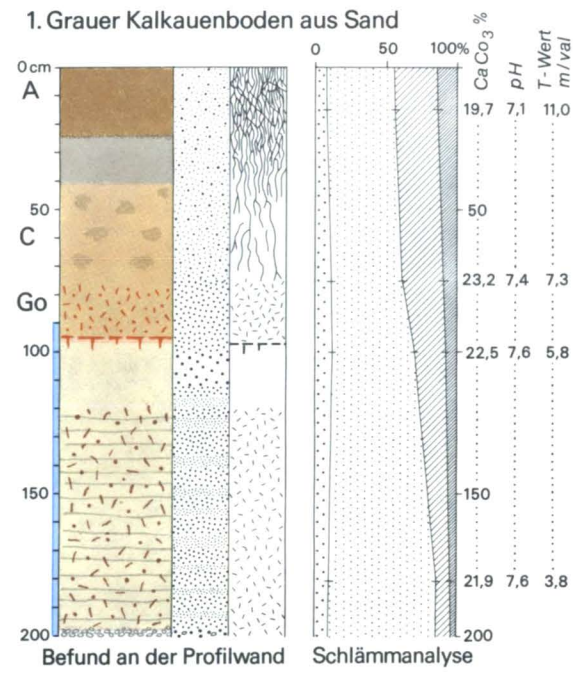 1. Grauer Kalkauenboden aus Sand
0 50 100% CaCo3 % pH T-Wert m/val
0 cm
A
19,7 7,1 11,0
50 50
C
23,2 7,4 7,3
Go
100 22,5 7,6 5,8
150 150
21,9 7,6 3,8
200 200
Befund an der Profilwand Schlämmanalyse